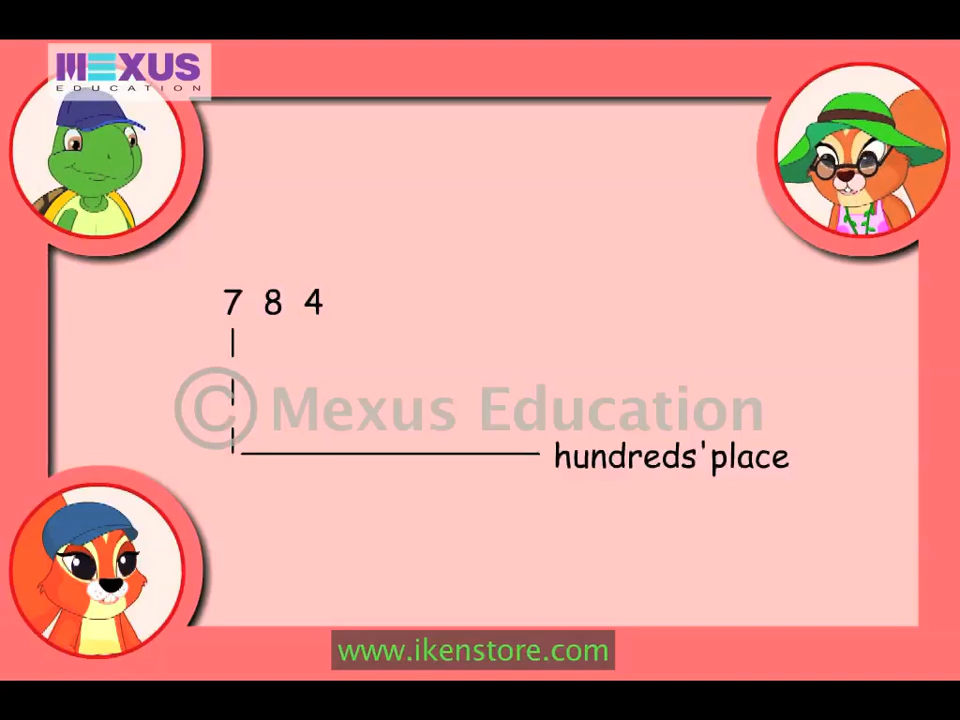 MEXUS
EDUCATION
7 8 4
© Mexus Education
hundreds'place
www.ikenstore.com